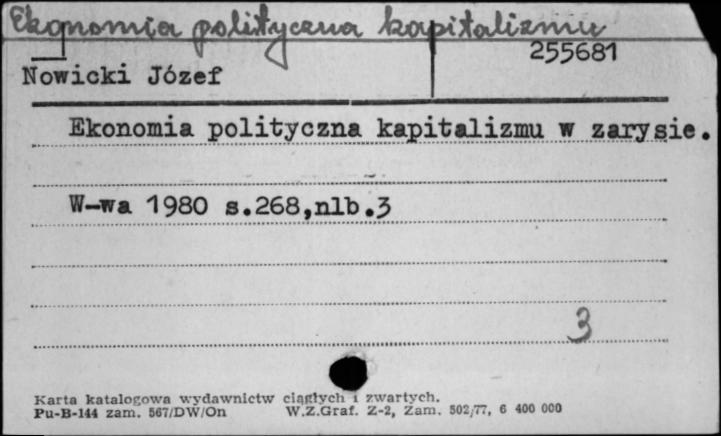 Ekonomia polityczna kapitalizmu
255681
Nowicki Józef
Ekonomia polityczna kapitalizmu w zarysie.
W-wa 1980 s.268,nlb.3
3
Karta katalogowa wydawnictw ciągłych i zwartych.
Pu-B-144 zam. 567/DW/On W.Z.Graf. Z-2, Zam. 502/77, 6 400 000